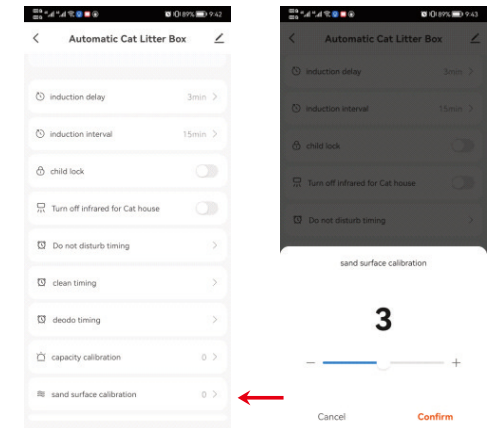 89% 9:42
Automatic Cat Litter Box
induction delay 3min
induction interval 15min
child lock
Turn off infrared for Cat house
Do not disturb timing
clean timing
deodo timing
capacity calibration 0
sand surface calibration 0
89% 9:43
Automatic Cat Litter Box
induction delay 3min
induction interval 15min
child lock
Turn off infrared for Cat house
Do not disturb timing
sand surface calibration
3
− +
Cancel Confirm